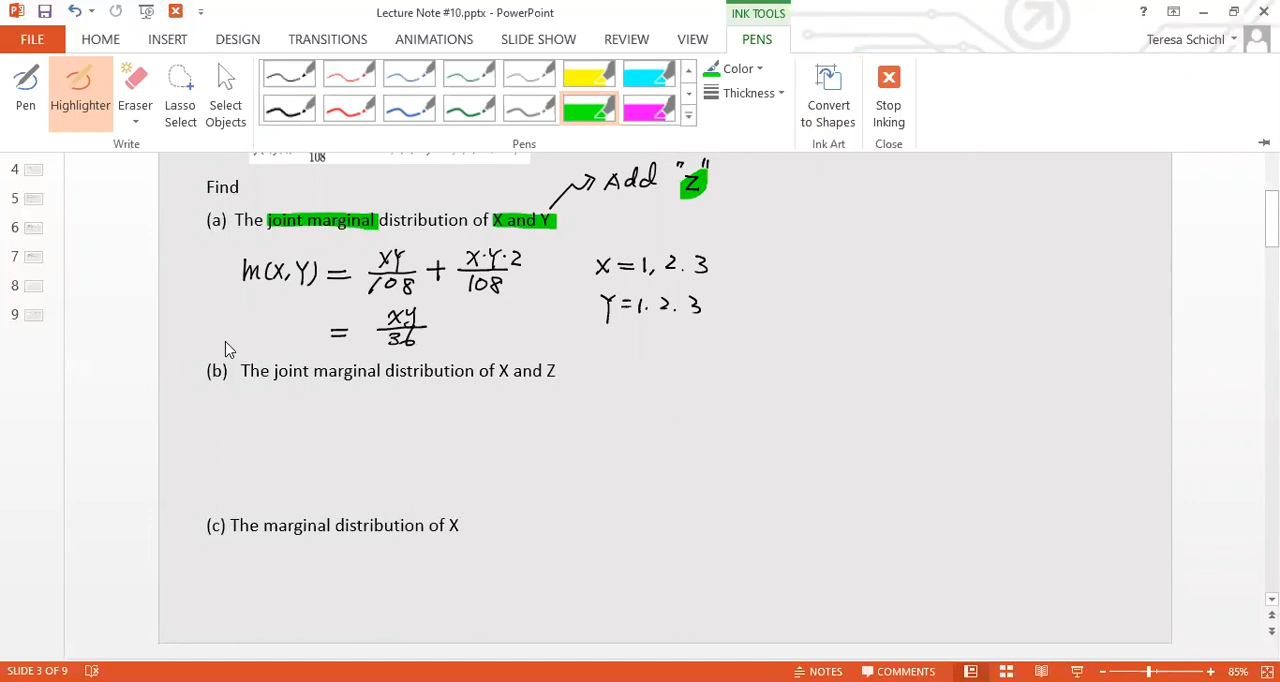 Lecture Note #10.pptx - PowerPoint
INK TOOLS
?
FILE HOME INSERT DESIGN TRANSITIONS ANIMATIONS SLIDE SHOW REVIEW VIEW PENS Teresa Schichl
Pen Highlighter Eraser Lasso Select Select Objects
Color
Thickness
Convert to Shapes
Stop Inking
Write Pens Ink Art Close
108
Find
Add "Z"
(a) The joint marginal distribution of X and Y
m(X,Y) = XY/108 + X·Y·2/108
X = 1, 2. 3
Y = 1. 2. 3
= XY/36
(b) The joint marginal distribution of X and Z
(c) The marginal distribution of X
4
5
6
7
8
9
SLIDE 3 OF 9 NOTES COMMENTS 85%